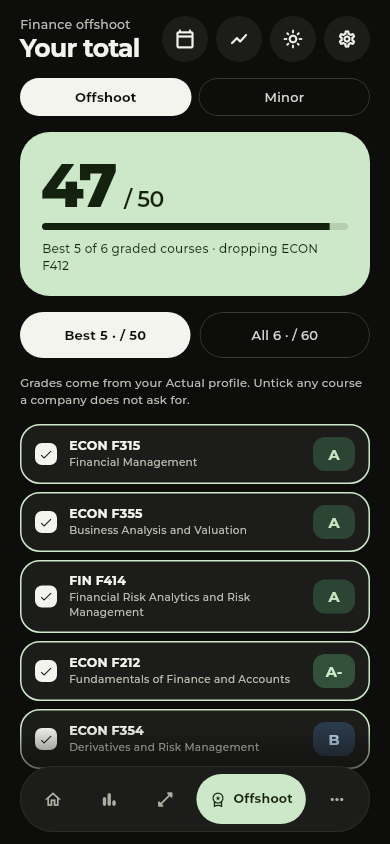 Finance offshoot
Your total
Offshoot
Minor
47 / 50
Best 5 of 6 graded courses · dropping ECON
F412
Best 5 · / 50
All 6 · / 60
Grades come from your Actual profile. Untick any course
a company does not ask for.
ECON F315
Financial Management
A
ECON F355
Business Analysis and Valuation
A
FIN F414
Financial Risk Analytics and Risk
Management
A
ECON F212
Fundamentals of Finance and Accounts
A-
ECON F354
Derivatives and Risk Management
B
Offshoot